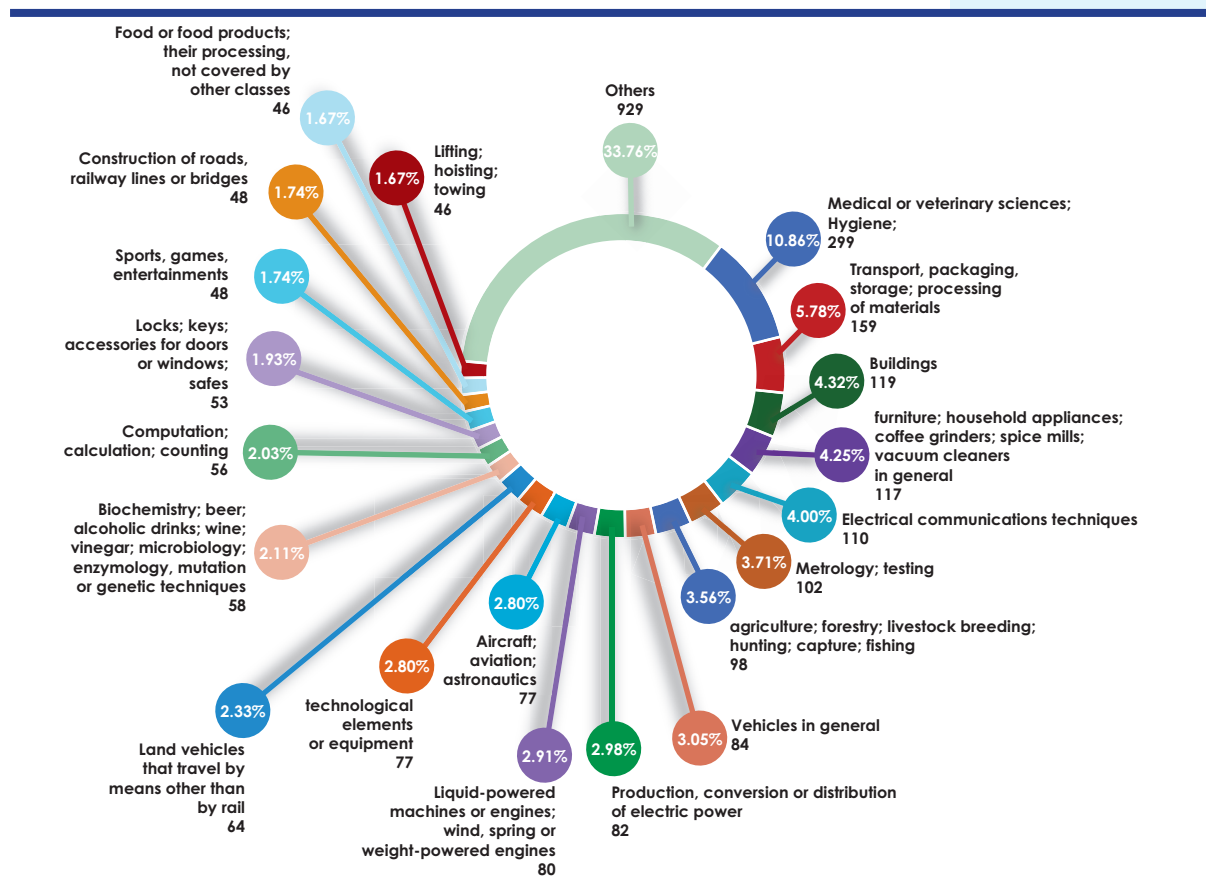 Others
929
33.76%
Medical or veterinary sciences;
Hygiene;
299
10.86%
Transport, packaging,
storage; processing
of materials
159
5.78%
Buildings
119
4.32%
furniture; household appliances;
coffee grinders; spice mills;
vacuum cleaners
in general
117
4.25%
Electrical communications techniques
110
4.00%
Metrology; testing
102
3.71%
agriculture; forestry; livestock breeding;
hunting; capture; fishing
98
3.56%
Vehicles in general
84
3.05%
Production, conversion or distribution
of electric power
82
2.98%
Liquid-powered
machines or engines;
wind, spring or
weight-powered engines
80
2.91%
Aircraft;
aviation;
astronautics
77
2.80%
technological
elements
or equipment
77
2.80%
Land vehicles
that travel by
means other than
by rail
64
2.33%
Biochemistry; beer;
alcoholic drinks; wine;
vinegar; microbiology;
enzymology, mutation
or genetic techniques
58
2.11%
Computation;
calculation; counting
56
2.03%
Locks; keys;
accessories for doors
or windows;
safes
53
1.93%
Sports, games,
entertainments
48
1.74%
Construction of roads,
railway lines or bridges
48
1.74%
Food or food products;
their processing,
not covered by
other classes
46
1.67%
Lifting;
hoisting;
towing
46
1.67%